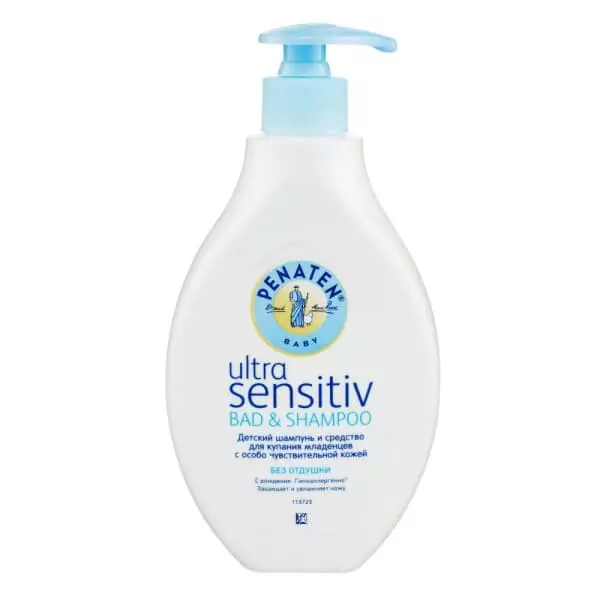 PENATEN®
BABY
ultra
sensitiv
BAD & SHAMPOO
Детский шампунь и средство
для купания младенцев
с особо чувствительной кожей
БЕЗ ОТДУШКИ
С рождения. Гипоаллергенно!
Защищает и увлажняет кожу